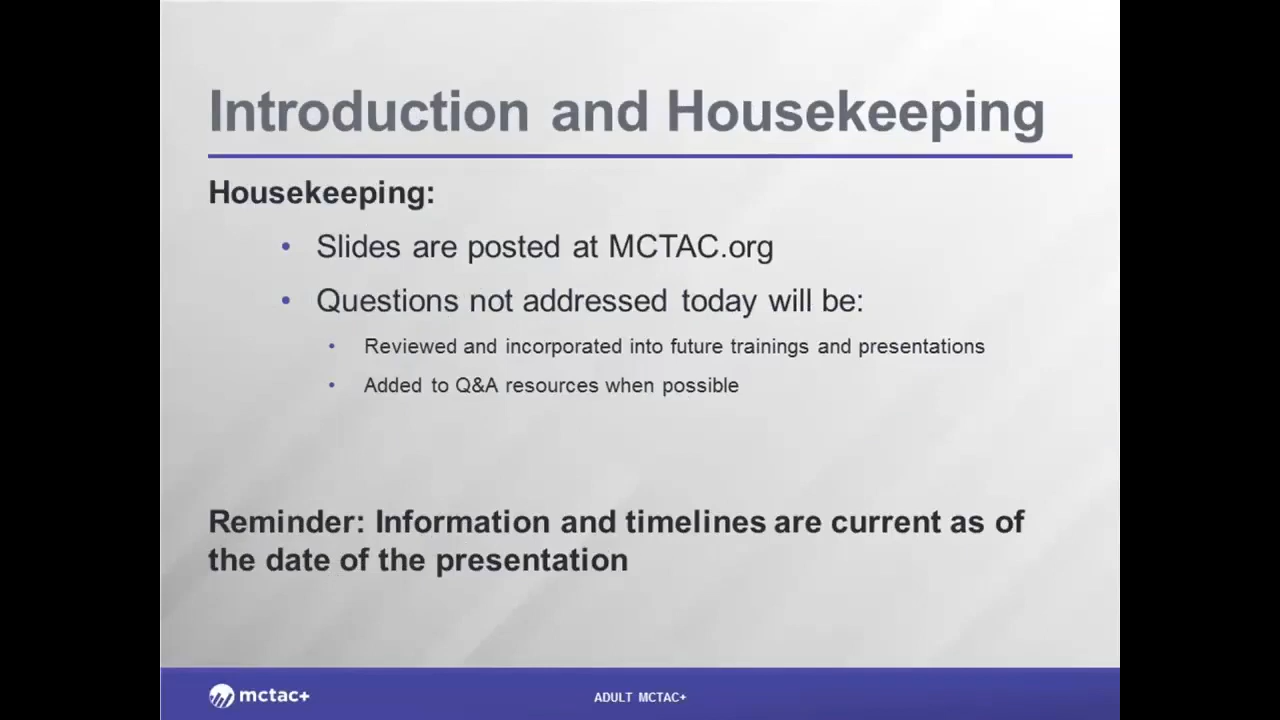 Introduction and Housekeeping
Housekeeping:
• Slides are posted at MCTAC.org
• Questions not addressed today will be:
• Reviewed and incorporated into future trainings and presentations
• Added to Q&A resources when possible
Reminder: Information and timelines are current as of
the date of the presentation
mctac+
ADULT MCTAC+